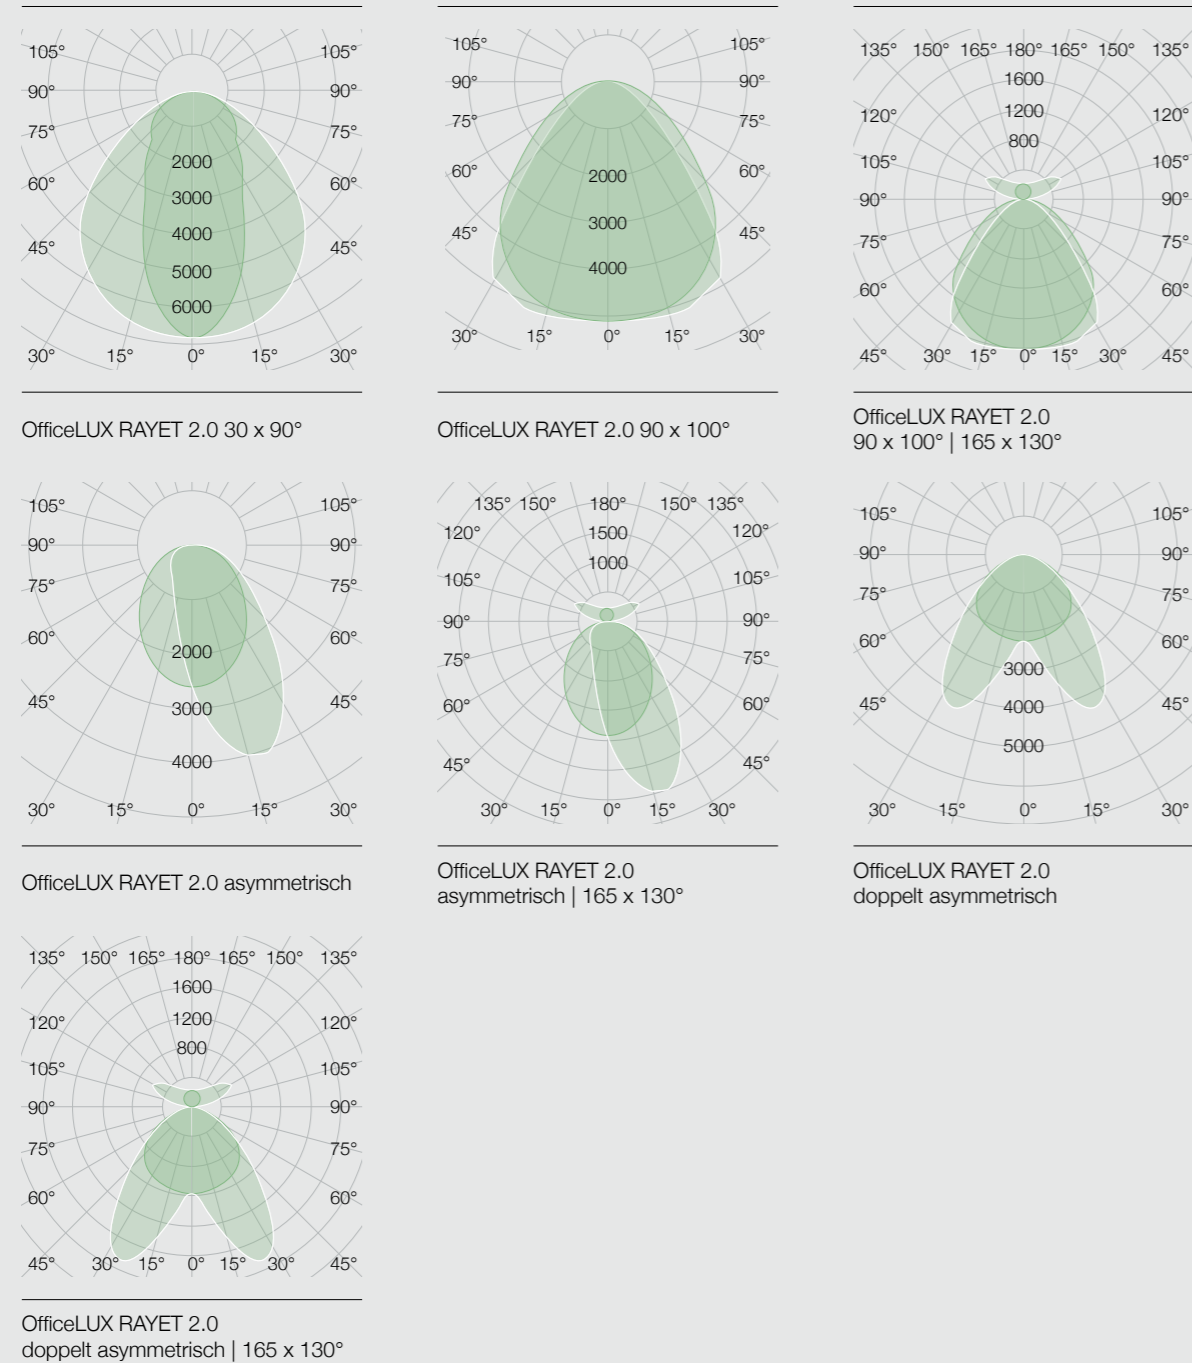 105° 105°
90° 90°
75° 75°
60° 60°
45° 45°
2000
3000
4000
5000
6000
30° 15° 0° 15° 30°
OfficeLUX RAYET 2.0 30 x 90°
105° 105°
90° 90°
75° 75°
60° 60°
45° 45°
2000
3000
4000
30° 15° 0° 15° 30°
OfficeLUX RAYET 2.0 90 x 100°
135° 150° 165° 180° 165° 150° 135°
1600
1200
800
120° 120°
105° 105°
90° 90°
75° 75°
60° 60°
45° 30° 15° 0° 15° 30° 45°
OfficeLUX RAYET 2.0
90 x 100° | 165 x 130°
105° 105°
90° 90°
75° 75°
60° 60°
45° 45°
2000
3000
4000
30° 15° 0° 15° 30°
OfficeLUX RAYET 2.0 asymmetrisch
135° 150° 180° 150° 135°
120° 1500 120°
1000
105° 105°
90° 90°
75° 75°
60° 60°
45° 45°
30° 15° 0° 15° 30°
OfficeLUX RAYET 2.0
asymmetrisch | 165 x 130°
105° 105°
90° 90°
75° 75°
60° 60°
45° 45°
3000
4000
5000
30° 15° 0° 15° 30°
OfficeLUX RAYET 2.0
doppelt asymmetrisch
135° 150° 165° 180° 165° 150° 135°
1600
120° 1200 120°
800
105° 105°
90° 90°
75° 75°
60° 60°
45° 30° 15° 0° 15° 30° 45°
OfficeLUX RAYET 2.0
doppelt asymmetrisch | 165 x 130°